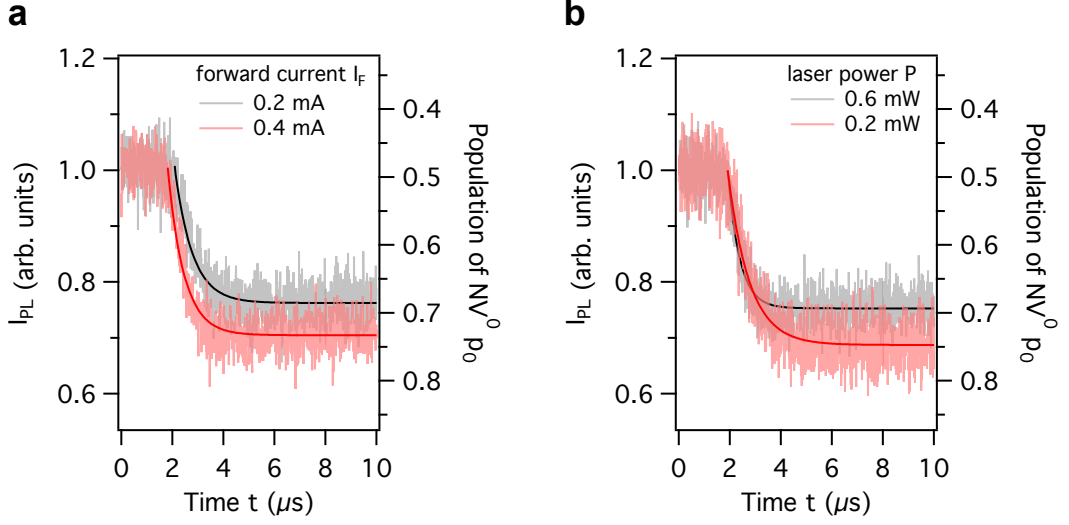 a
1.2
1.0
0.8
0.6
I_PL (arb. units)
forward current I_F
0.2 mA
0.4 mA
0.4
0.5
0.6
0.7
0.8
Population of NV^0 p_0
0 2 4 6 8 10
Time t (μs)
b
1.2
1.0
0.8
0.6
I_PL (arb. units)
laser power P
0.6 mW
0.2 mW
0.4
0.5
0.6
0.7
0.8
Population of NV^0 p_0
0 2 4 6 8 10
Time t (μs)